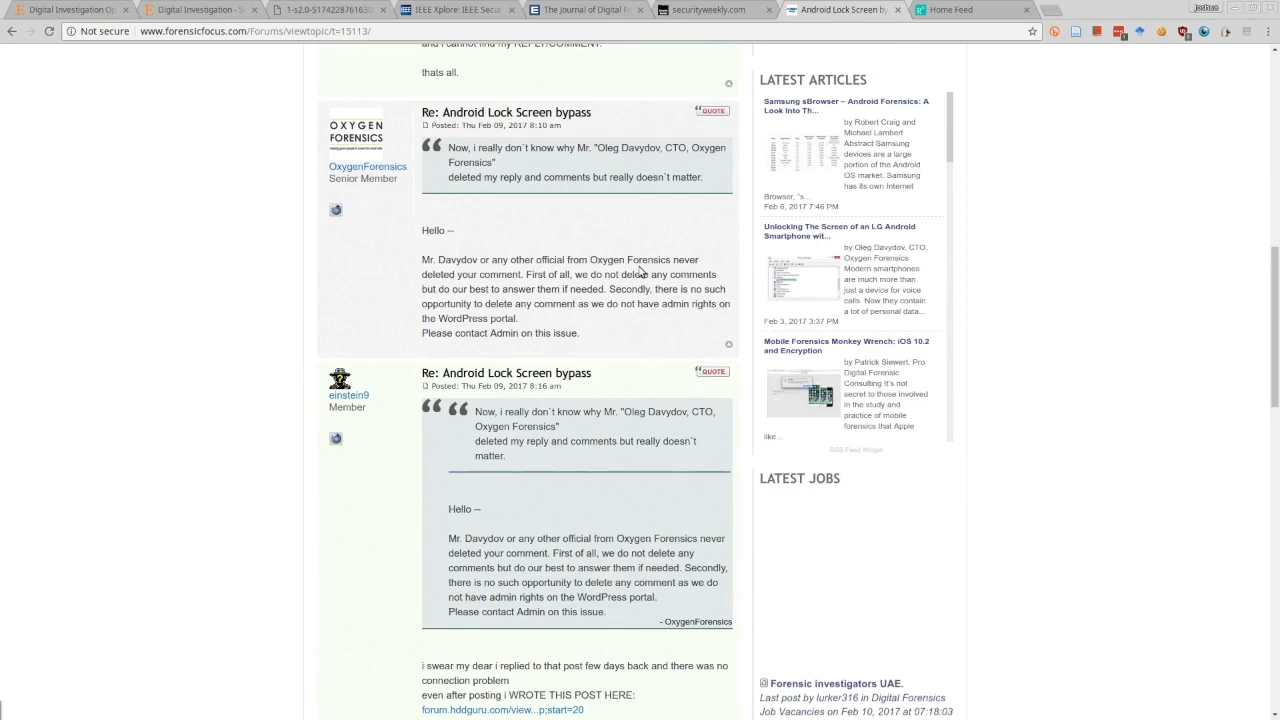 Digital Investigation Op
Digital Investigation - S
1-s2.0-S1742287616300
IEEE Xplore: IEEE Secur
The Journal of Digital Fo
securityweekly.com
Android Lock Screen by
Home Feed
Not secure
www.forensicfocus.com/Forums/viewtopic/t=15113/
and i cannot find my REPLY/COMMENT.
thats all.
OXYGEN
FORENSICS
OxygenForensics
Senior Member
Re: Android Lock Screen bypass
QUOTE
Posted: Thu Feb 09, 2017 8:10 am
Now, i really don`t know why Mr. "Oleg Davydov, CTO, Oxygen
Forensics"
deleted my reply and comments but really doesn`t matter.
Hello --
Mr. Davydov or any other official from Oxygen Forensics never
deleted your comment. First of all, we do not delete any comments
but do our best to answer them if needed. Secondly, there is no such
opportunity to delete any comment as we do not have admin rights on
the WordPress portal.
Please contact Admin on this issue.
einstein9
Member
Re: Android Lock Screen bypass
QUOTE
Posted: Thu Feb 09, 2017 8:16 am
Now, i really don`t know why Mr. "Oleg Davydov, CTO,
Oxygen Forensics"
deleted my reply and comments but really doesn`t
matter.
Hello --
Mr. Davydov or any other official from Oxygen Forensics never
deleted your comment. First of all, we do not delete any
comments but do our best to answer them if needed. Secondly,
there is no such opportunity to delete any comment as we do
not have admin rights on the WordPress portal.
Please contact Admin on this issue.
- OxygenForensics
i swear my dear i replied to that post few days back and there was no
connection problem
even after posting i WROTE THIS POST HERE:
forum.hddguru.com/view...p;start=20
LATEST ARTICLES
Samsung sBrowser – Android Forensics: A
Look Into Th...
by Robert Craig and
Michael Lambert
Abstract Samsung
devices are a large
portion of the Android
OS market. Samsung
has its own Internet
Browser, "s...
Feb 6, 2017 7:46 PM
Unlocking The Screen of an LG Android
Smartphone wit...
by Oleg Davydov, CTO,
Oxygen Forensics
Modern smartphones
are much more than
just a device for voice
calls. Now they contain
a lot of personal data...
Feb 3, 2017 3:37 PM
Mobile Forensics Monkey Wrench: iOS 10.2
and Encryption
by Patrick Siewert, Pro
Digital Forensic
Consulting It's not
secret to those involved
in the study and
practice of mobile
forensics that Apple
like...
RSS Feed Widget
LATEST JOBS
Forensic investigators UAE.
Last post by lurker316 in Digital Forensics
Job Vacancies on Feb 10, 2017 at 07:18:03